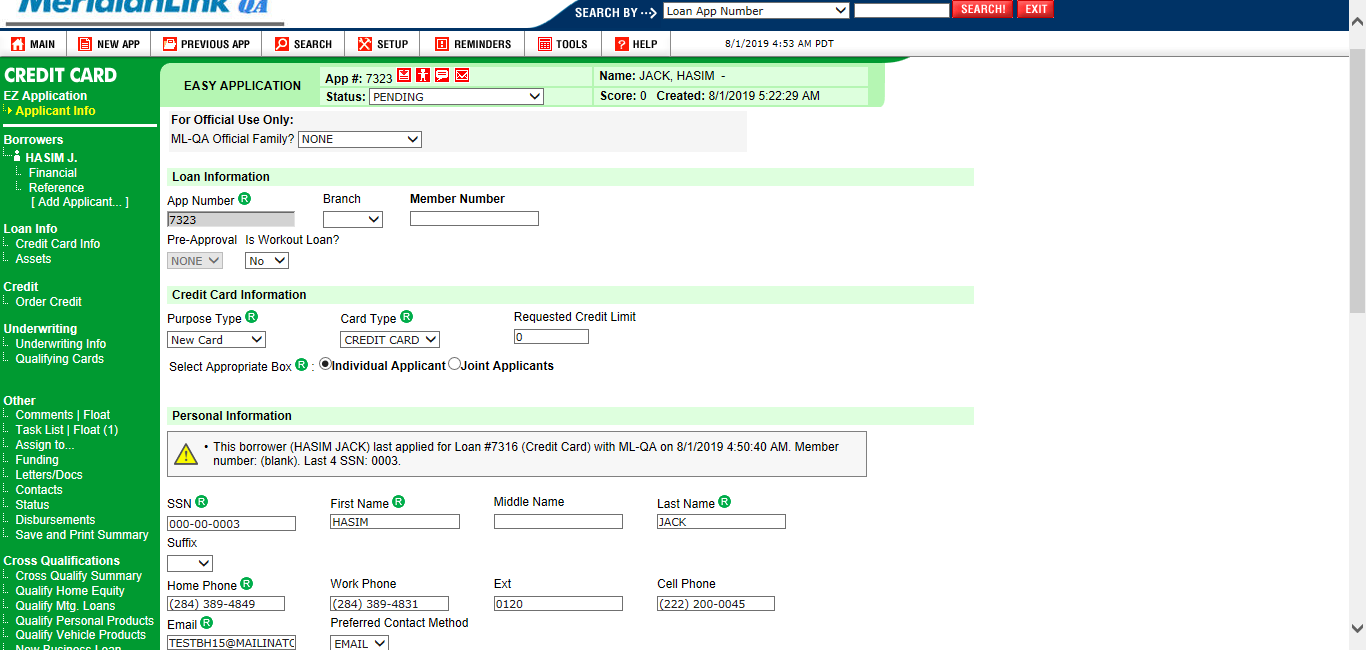 MeridianLink QA
SEARCH BY ··> Loan App Number SEARCH! EXIT
MAIN NEW APP PREVIOUS APP SEARCH SETUP REMINDERS TOOLS HELP 8/1/2019 4:53 AM PDT
CREDIT CARD
EZ Application
Applicant Info
Borrowers
HASIM J.
Financial
Reference
[ Add Applicant... ]
Loan Info
Credit Card Info
Assets
Credit
Order Credit
Underwriting
Underwriting Info
Qualifying Cards
Other
Comments | Float
Task List | Float (1)
Assign to...
Funding
Letters/Docs
Contacts
Status
Disbursements
Save and Print Summary
Cross Qualifications
Cross Qualify Summary
Qualify Home Equity
Qualify Mtg. Loans
Qualify Personal Products
Qualify Vehicle Products
New Business Loan
EASY APPLICATION
App #: 7323
Name: JACK, HASIM -
Status: PENDING
Score: 0 Created: 8/1/2019 5:22:29 AM
For Official Use Only:
ML-QA Official Family? NONE
Loan Information
App Number R Branch Member Number
7323
Pre-Approval Is Workout Loan?
NONE No
Credit Card Information
Purpose Type R Card Type R Requested Credit Limit
New Card CREDIT CARD 0
Select Appropriate Box R : Individual Applicant Joint Applicants
Personal Information
• This borrower (HASIM JACK) last applied for Loan #7316 (Credit Card) with ML-QA on 8/1/2019 4:50:40 AM. Member
number: (blank). Last 4 SSN: 0003.
SSN R First Name R Middle Name Last Name R
000-00-0003 HASIM JACK
Suffix
Home Phone R Work Phone Ext Cell Phone
(284) 389-4849 (284) 389-4831 0120 (222) 200-0045
Email R Preferred Contact Method
TESTBH15@MAILINATC EMAIL